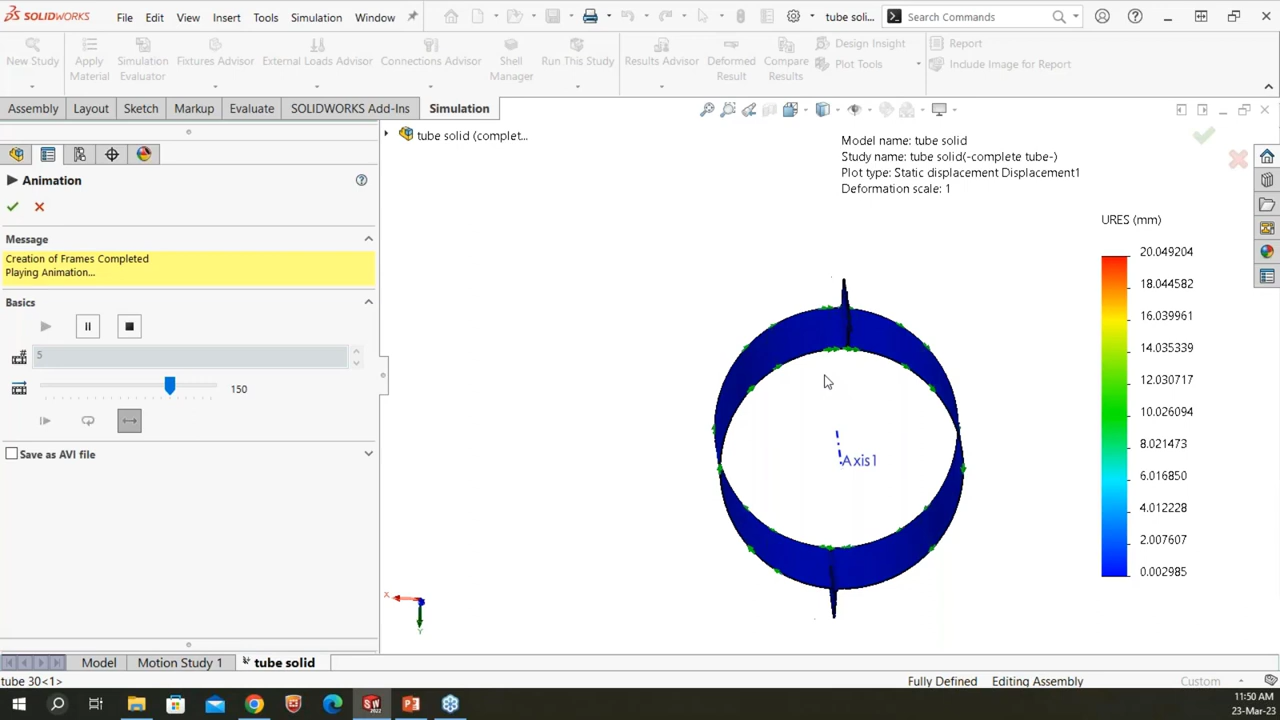 SOLIDWORKS File Edit View Insert Tools Simulation Window tube soli... Search Commands
New Study Apply Material Simulation Evaluator Fixtures Advisor External Loads Advisor Connections Advisor Shell Manager Run This Study Results Advisor Deformed Result Compare Results Design Insight Plot Tools Report Include Image for Report
Assembly Layout Sketch Markup Evaluate SOLIDWORKS Add-Ins Simulation
tube solid (complet...
Animation
Message
Creation of Frames Completed
Playing Animation...
Basics
5
150
Save as AVI file
Model name: tube solid
Study name: tube solid(-complete tube-)
Plot type: Static displacement Displacement1
Deformation scale: 1
URES (mm)
20.049204
18.044582
16.039961
14.035339
12.030717
10.026094
8.021473
6.016850
4.012228
2.007607
0.002985
Axis1
X
Y
Model Motion Study 1 tube solid
tube 30<1> Fully Defined Editing Assembly Custom
11:50 AM
23-Mar-23